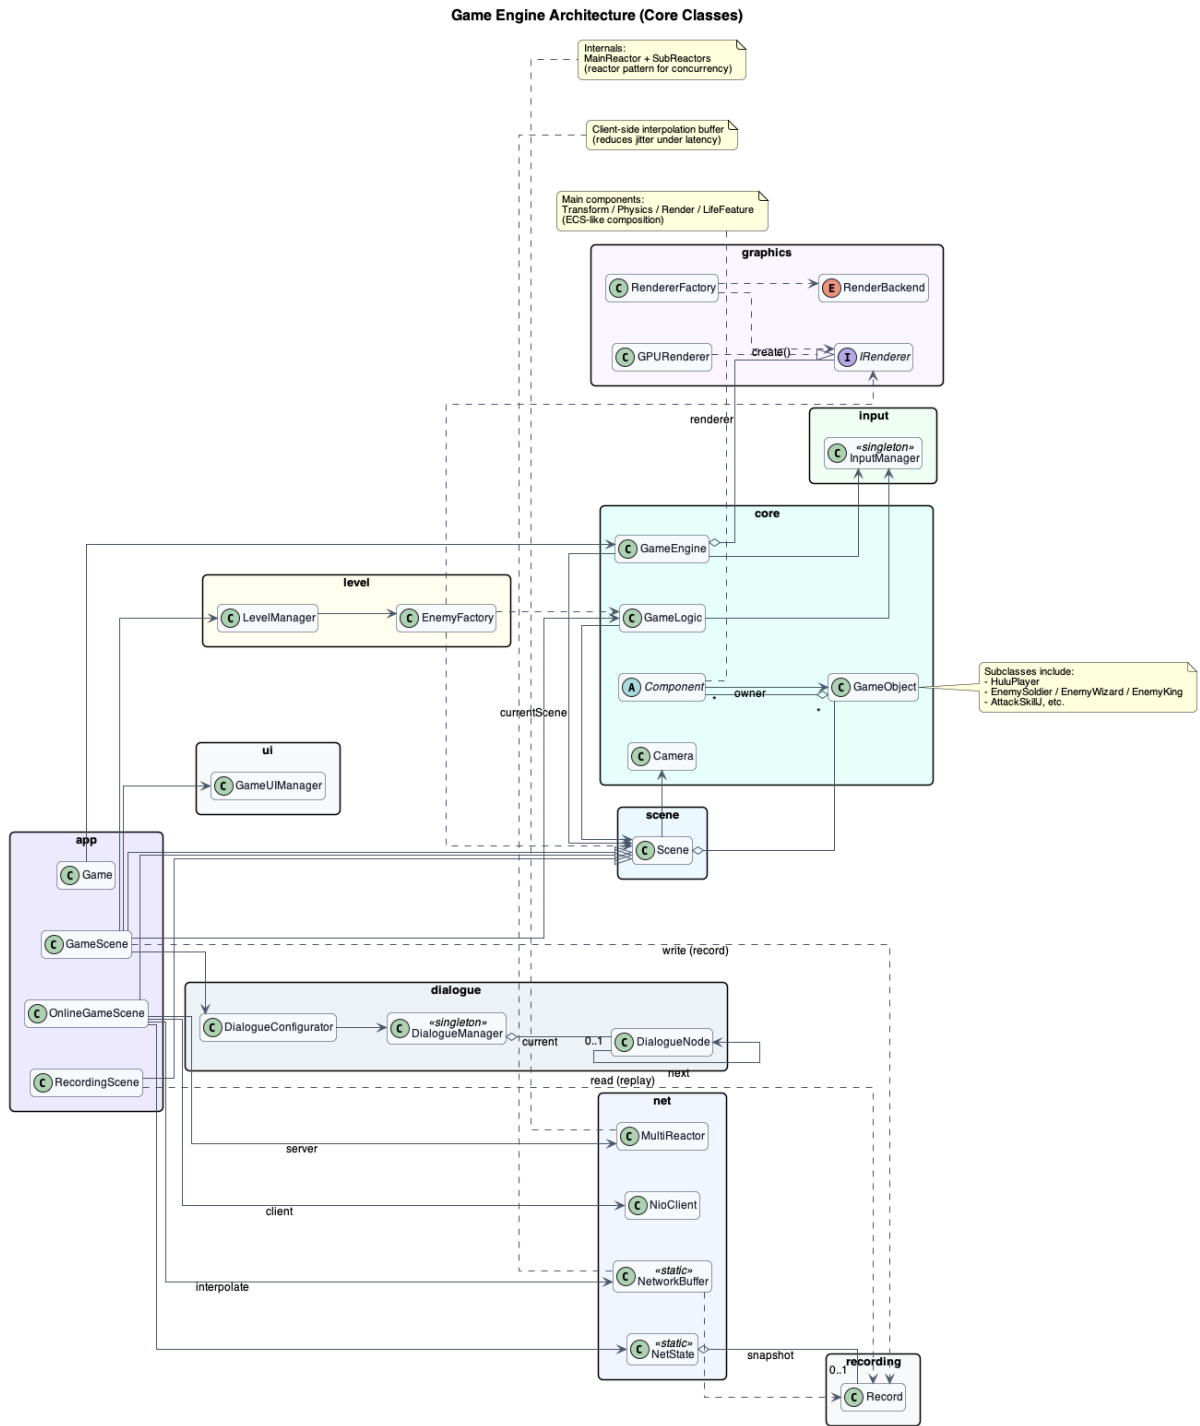 Game Engine Architecture (Core Classes)
Internals:
MainReactor + SubReactors
(reactor pattern for concurrency)
Client-side interpolation buffer
(reduces jitter under latency)
Main components:
Transform / Physics / Render / LifeFeature
(ECS-like composition)
graphics
C RendererFactory
E RenderBackend
C GPURenderer
create()
I IRenderer
renderer
input
«singleton»
C InputManager
core
C GameEngine
level
C LevelManager
C EnemyFactory
C GameLogic
A Component
owner
*
*
C GameObject
Subclasses include:
- HuluPlayer
- EnemySoldier / EnemyWizard / EnemyKing
- AttackSkillJ, etc.
currentScene
ui
C GameUIManager
C Camera
scene
C Scene
app
C Game
C GameScene
write (record)
C OnlineGameScene
C RecordingScene
dialogue
C DialogueConfigurator
«singleton»
C DialogueManager
current
0..1
C DialogueNode
next
read (replay)
net
C MultiReactor
server
C NioClient
client
«static»
C NetworkBuffer
interpolate
«static»
C NetState
snapshot
recording
0..1
C Record